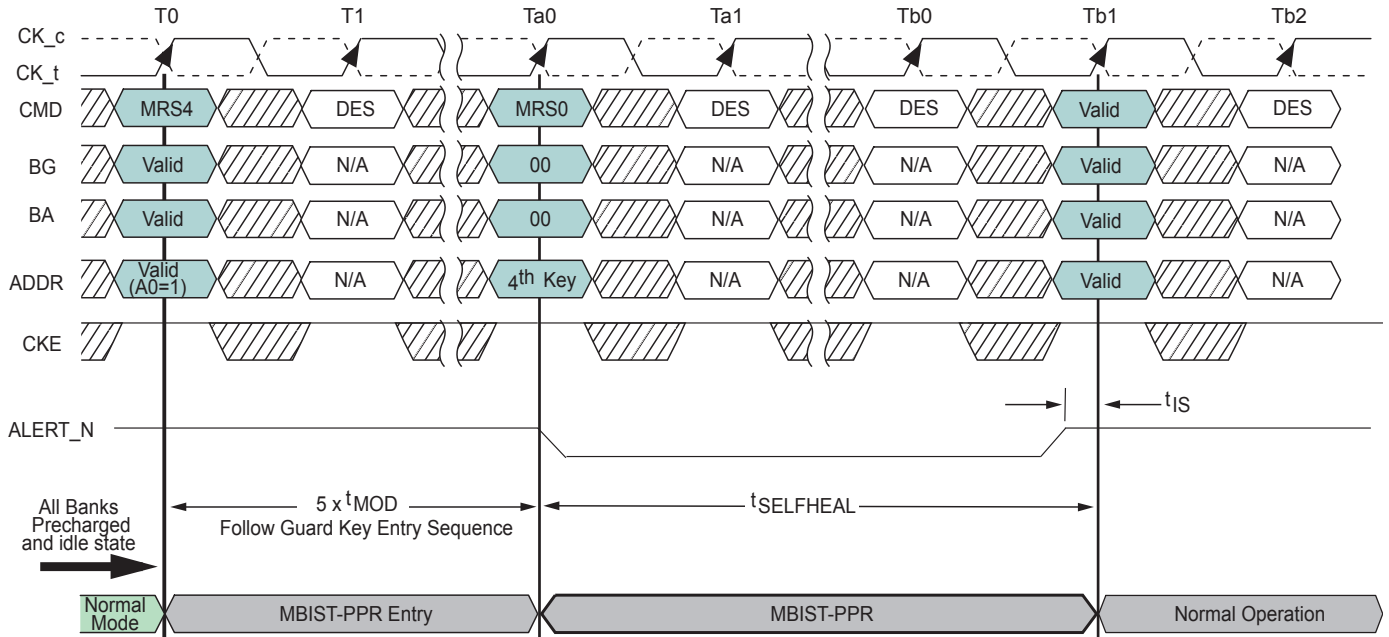 T0 T1 Ta0 Ta1 Tb0 Tb1 Tb2
CK_c
CK_t
CMD MRS4 DES MRS0 DES DES Valid DES
BG Valid N/A 00 N/A N/A Valid N/A
BA Valid N/A 00 N/A N/A Valid N/A
ADDR Valid (A0=1) N/A 4th Key N/A N/A Valid N/A
CKE
tIS
ALERT_N
All Banks
Precharged
and idle state
5 x tMOD
Follow Guard Key Entry Sequence
tSELFHEAL
Normal Mode MBIST-PPR Entry MBIST-PPR Normal Operation